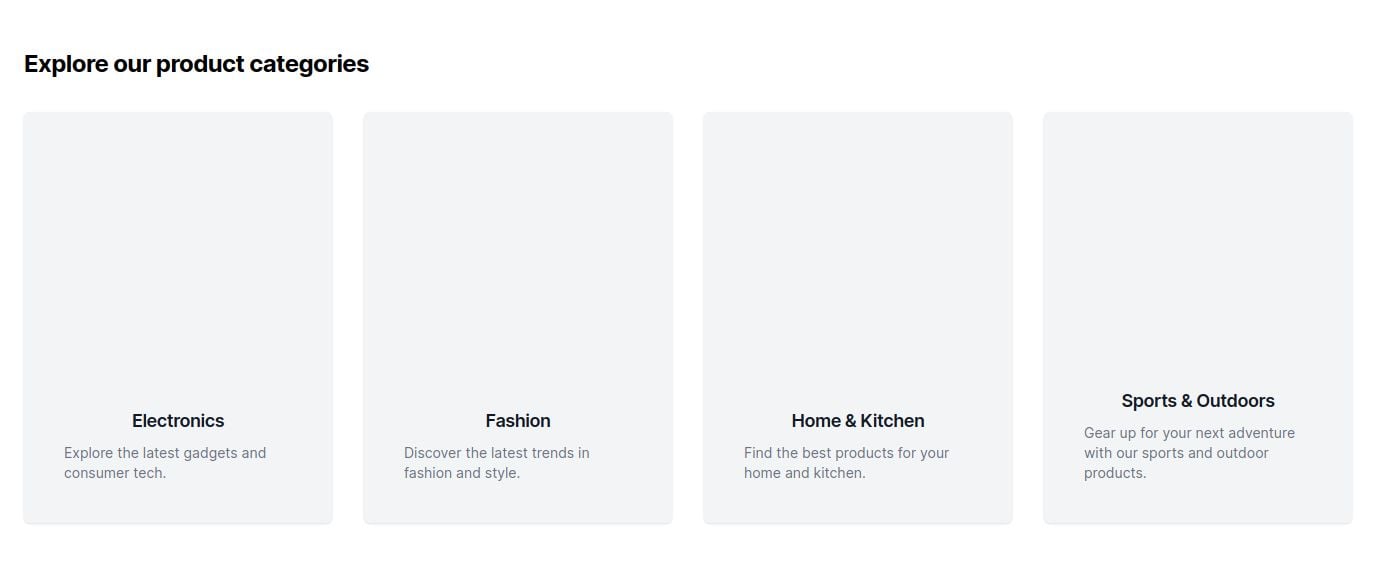 Explore our product categories
Electronics
Explore the latest gadgets and
consumer tech.
Fashion
Discover the latest trends in
fashion and style.
Home & Kitchen
Find the best products for your
home and kitchen.
Sports & Outdoors
Gear up for your next adventure
with our sports and outdoor
products.